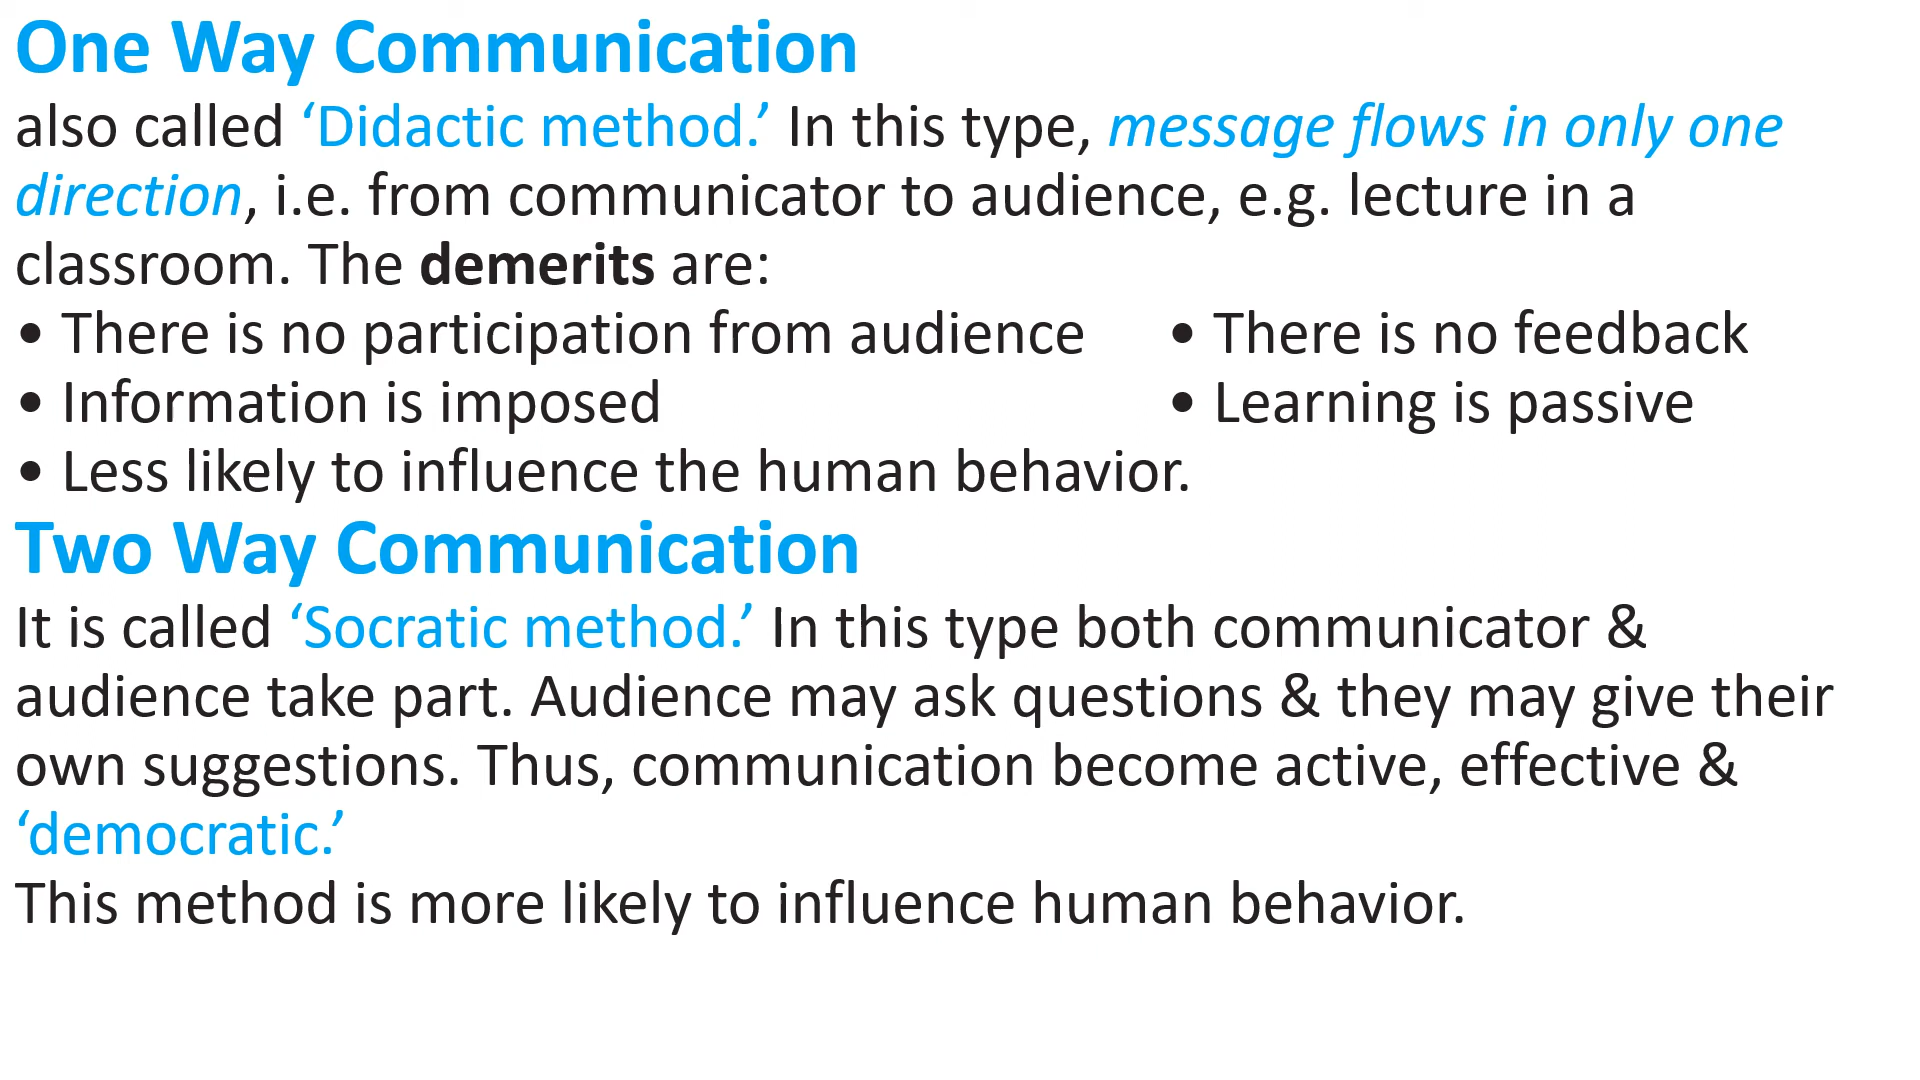 One Way Communication
also called ‘Didactic method.’ In this type, message flows in only one
direction, i.e. from communicator to audience, e.g. lecture in a
classroom. The demerits are:
• There is no participation from audience • There is no feedback
• Information is imposed • Learning is passive
• Less likely to influence the human behavior.
Two Way Communication
It is called ‘Socratic method.’ In this type both communicator &
audience take part. Audience may ask questions & they may give their
own suggestions. Thus, communication become active, effective &
‘democratic.’
This method is more likely to influence human behavior.